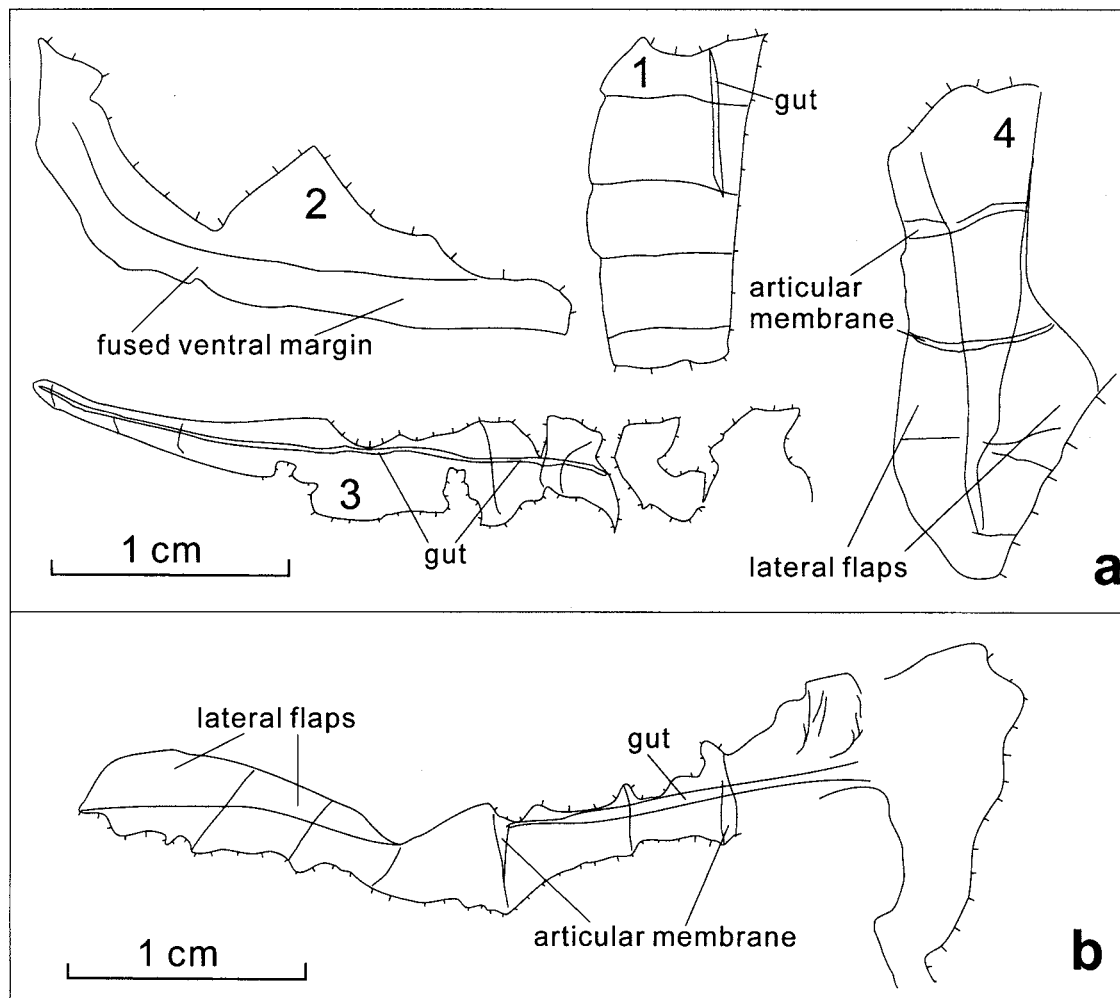 1
gut
4
2
articular
membrane
fused ventral margin
3
gut
1 cm
lateral flaps
a
lateral flaps
gut
articular membrane
1 cm
b